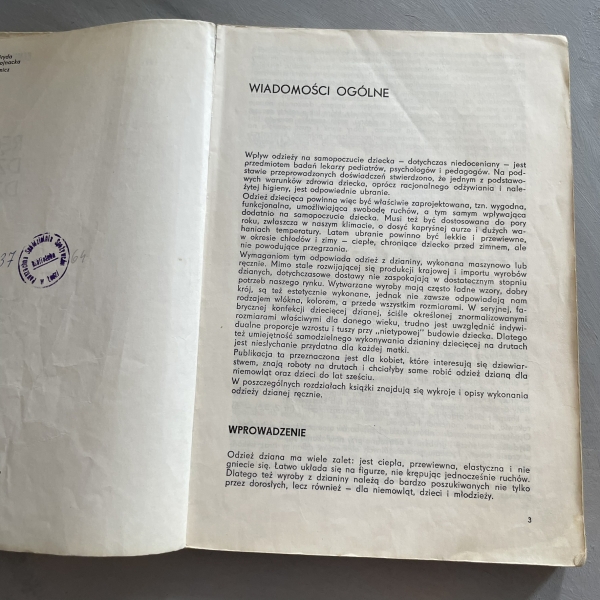 WIADOMOŚCI OGÓLNE
Wpływ odzieży na samopoczucie dziecka — dotychczas niedoceniany — jest
przedmiotem badań lekarzy pediatrów, psychologów i pedagogów. Na pod-
stawie przeprowadzonych doświadczeń stwierdzono, że jednym z podstawo-
wych warunków zdrowia dziecka, oprócz racjonalnego odżywiania i nale-
żytej higieny, jest odpowiednie ubranie.
Odzież dziecięca powinna więc być właściwie zaprojektowana, tzn. wygodna,
funkcjonalna, umożliwiająca swobodę ruchów, a tym samym wpływająca
dodatnio na samopoczucie dziecka. Musi też być dostosowana do pory
roku, zwłaszcza w naszym klimacie, o dosyć kapryśnej aurze i dużych wa-
haniach temperatury. Latem ubranie powinno być lekkie i przewiewne,
w okresie chłodów i zimy — ciepłe, chroniące dziecko przed zimnem, ale
nie powodujące przegrzania.
Wymaganiom tym odpowiada odzież z dzianiny, wykonana maszynowo lub
ręcznie. Mimo stale rozwijającej się produkcji krajowej i importu wyrobów
dzianych, dotychczasowe dostawy nie zaspokajają w dostatecznym stopniu
potrzeb naszego rynku. Wytwarzane wyroby mają często ładne wzory, dobry
krój, są też estetycznie wykonane, jednak nie zawsze odpowiadają nam
rodzajem włókna, kolorem, a przede wszystkim rozmiarami. W seryjnej, fa-
brycznej konfekcji dziecięcej dzianej, ściśle określonej znormalizowanymi
rozmiarami właściwymi dla danego wieku, trudno jest uwzględnić indywi-
dualne proporcje wzrostu i tuszy przy „nietypowej" budowie dziecka. Dlatego
też umiejętność samodzielnego wykonywania dzianiny dziecięcej na drutach
jest niesłychanie przydatna dla każdej matki.
Publikacja ta przeznaczona jest dla kobiet, które interesują się dziewiar-
stwem, znają roboty na drutach i chciałyby same robić odzież dzianą dla
niemowląt oraz dzieci do lat sześciu.
W poszczególnych rozdziałach książki znajdują się wykroje i opisy wykonania
odzieży dzianej ręcznie.
WPROWADZENIE
Odzież dziana ma wiele zalet: jest ciepła, przewiewna, elastyczna i nie
gniecie się. Łatwo układa się na figurze, nie krępując jednocześnie ruchów.
Dlatego też wyroby z dzianiny należą do bardzo poszukiwanych nie tylko
przez dorosłych, lecz również — dla niemowląt, dzieci i młodzieży.
3